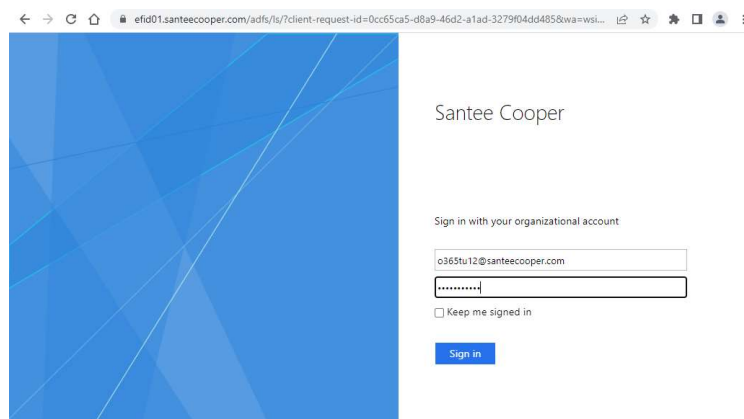 efid01.santeecooper.com/adfs/ls/?client-request-id=0cc65ca5-d8a9-46d2-a1ad-3279f04dd485&wa=wsi...
Santee Cooper
Sign in with your organizational account
o365tu12@santeecooper.com
•••••••••••
Keep me signed in
Sign in